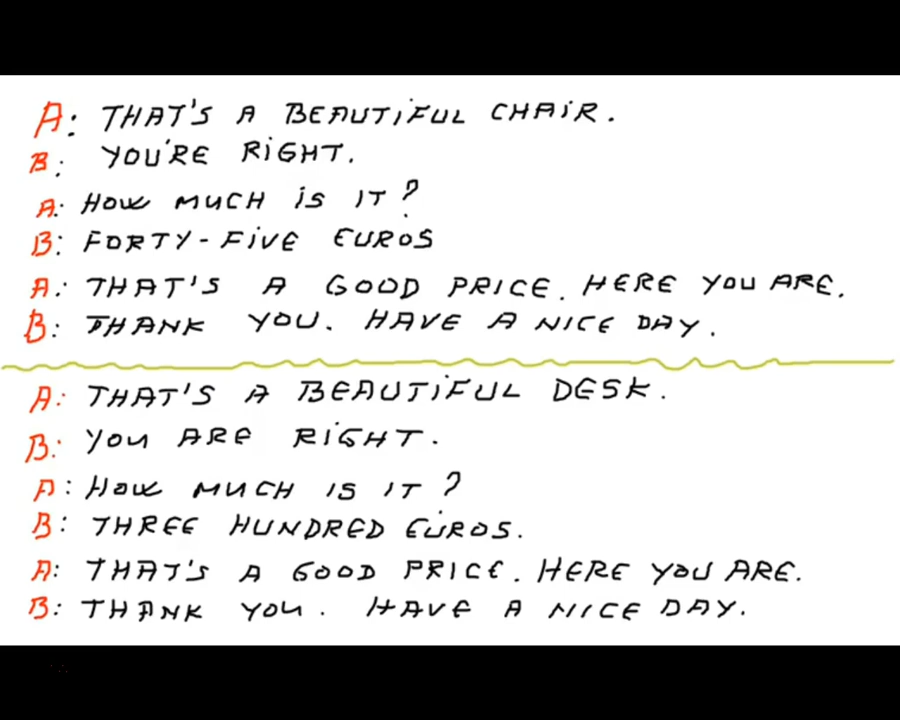 A: THAT'S A BEAUTIFUL CHAIR.
B: YOU'RE RIGHT.
A: HOW MUCH IS IT?
B: FORTY-FIVE EUROS
A: THAT'S A GOOD PRICE. HERE YOU ARE.
B: THANK YOU. HAVE A NICE DAY.
A: THAT'S A BEAUTIFUL DESK.
B: YOU ARE RIGHT.
A: HOW MUCH IS IT?
B: THREE HUNDRED EUROS.
A: THAT'S A GOOD PRICE. HERE YOU ARE.
B: THANK YOU. HAVE A NICE DAY.